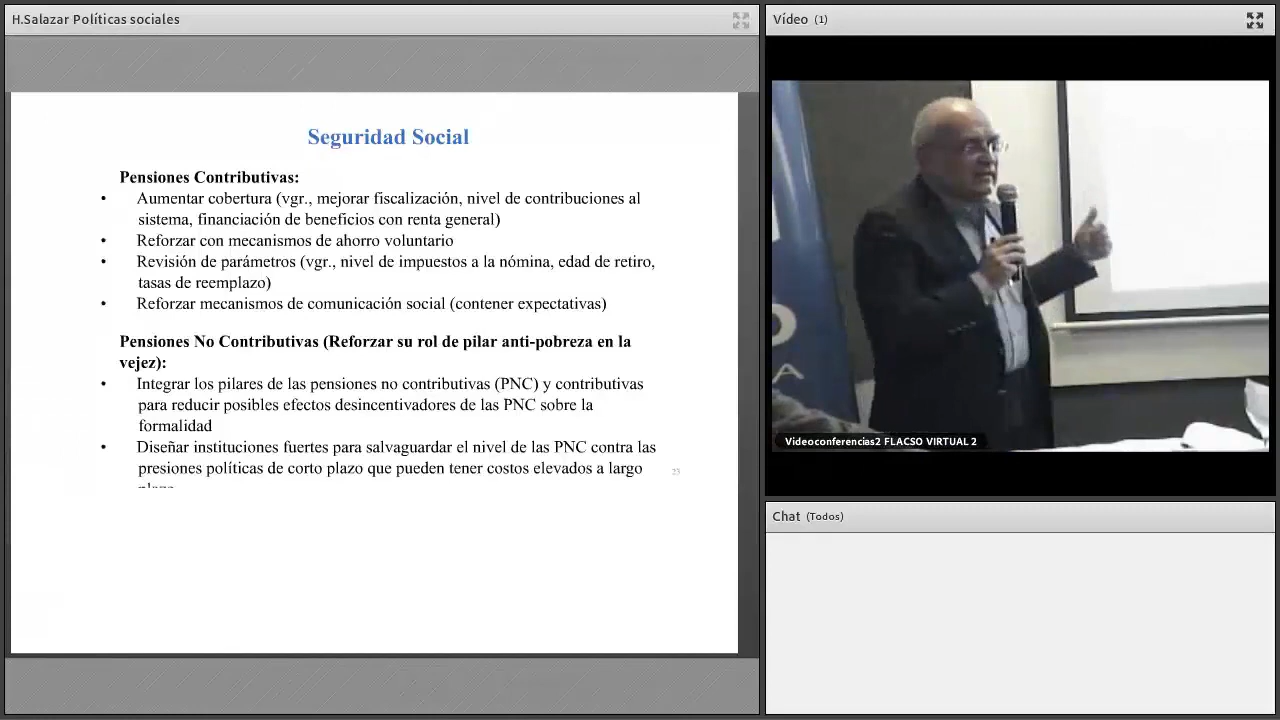 H.Salazar Políticas sociales
Seguridad Social
Pensiones Contributivas:
• Aumentar cobertura (vgr., mejorar fiscalización, nivel de contribuciones al
sistema, financiación de beneficios con renta general)
• Reforzar con mecanismos de ahorro voluntario
• Revisión de parámetros (vgr., nivel de impuestos a la nómina, edad de retiro,
tasas de reemplazo)
• Reforzar mecanismos de comunicación social (contener expectativas)
Pensiones No Contributivas (Reforzar su rol de pilar anti-pobreza en la
vejez):
• Integrar los pilares de las pensiones no contributivas (PNC) y contributivas
para reducir posibles efectos desincentivadores de las PNC sobre la
formalidad
• Diseñar instituciones fuertes para salvaguardar el nivel de las PNC contra las
presiones políticas de corto plazo que pueden tener costos elevados a largo
23
Vídeo (1)
O
A
Videoconferencias2 FLACSO VIRTUAL 2
Chat (Todos)